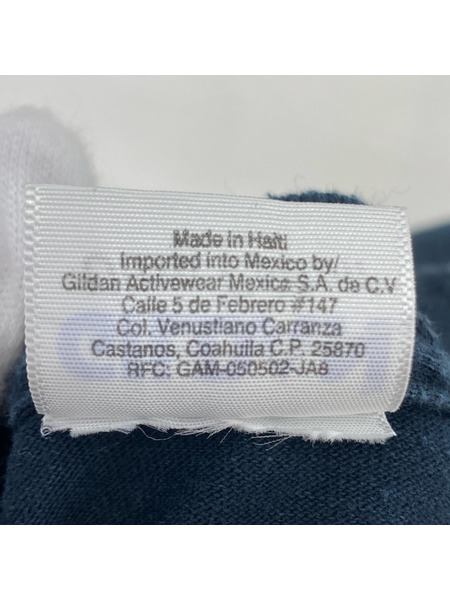 Made in Haiti
Imported into Mexico by/
Gildan Activewear Mexico S.A. de C.V
Calle 5 de Febrero #147
Col. Venustiano Carranza
Castanos, Coahuila C.P. 25870
RFC: GAM-050502-JA8